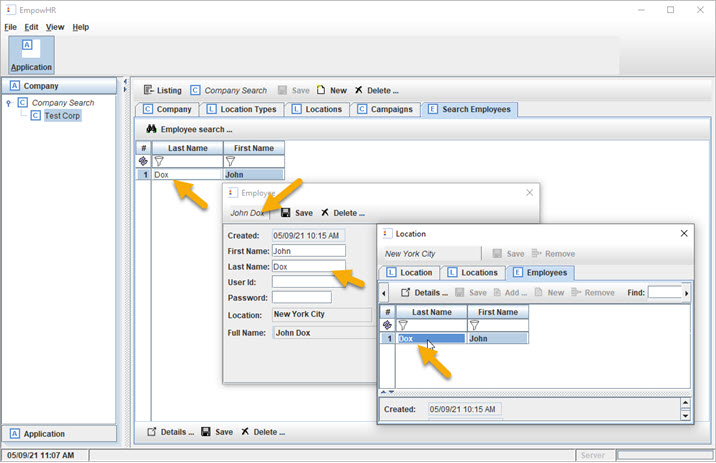 EmpowHR
File Edit View Help
A
Application
A Company
C Company Search
C Test Corp
Listing C Company Search Save New Delete ...
C Company L Location Types L Locations C Campaigns E Search Employees
Employee search ...
# Last Name First Name
1 Dox John
Employee
John Dox Save Delete ...
Created: 05/09/21 10:15 AM
First Name: John
Last Name: Dox
User Id:
Password:
Location: New York City
Full Name: John Dox
Location
New York City Save Remove
L Location L Locations E Employees
Details ... Save Add ... New Remove Find:
# Last Name First Name
1 Dox John
Created: 05/09/21 10:15 AM
A Application
Details ... Save Delete ...
05/09/21 11:07 AM Server